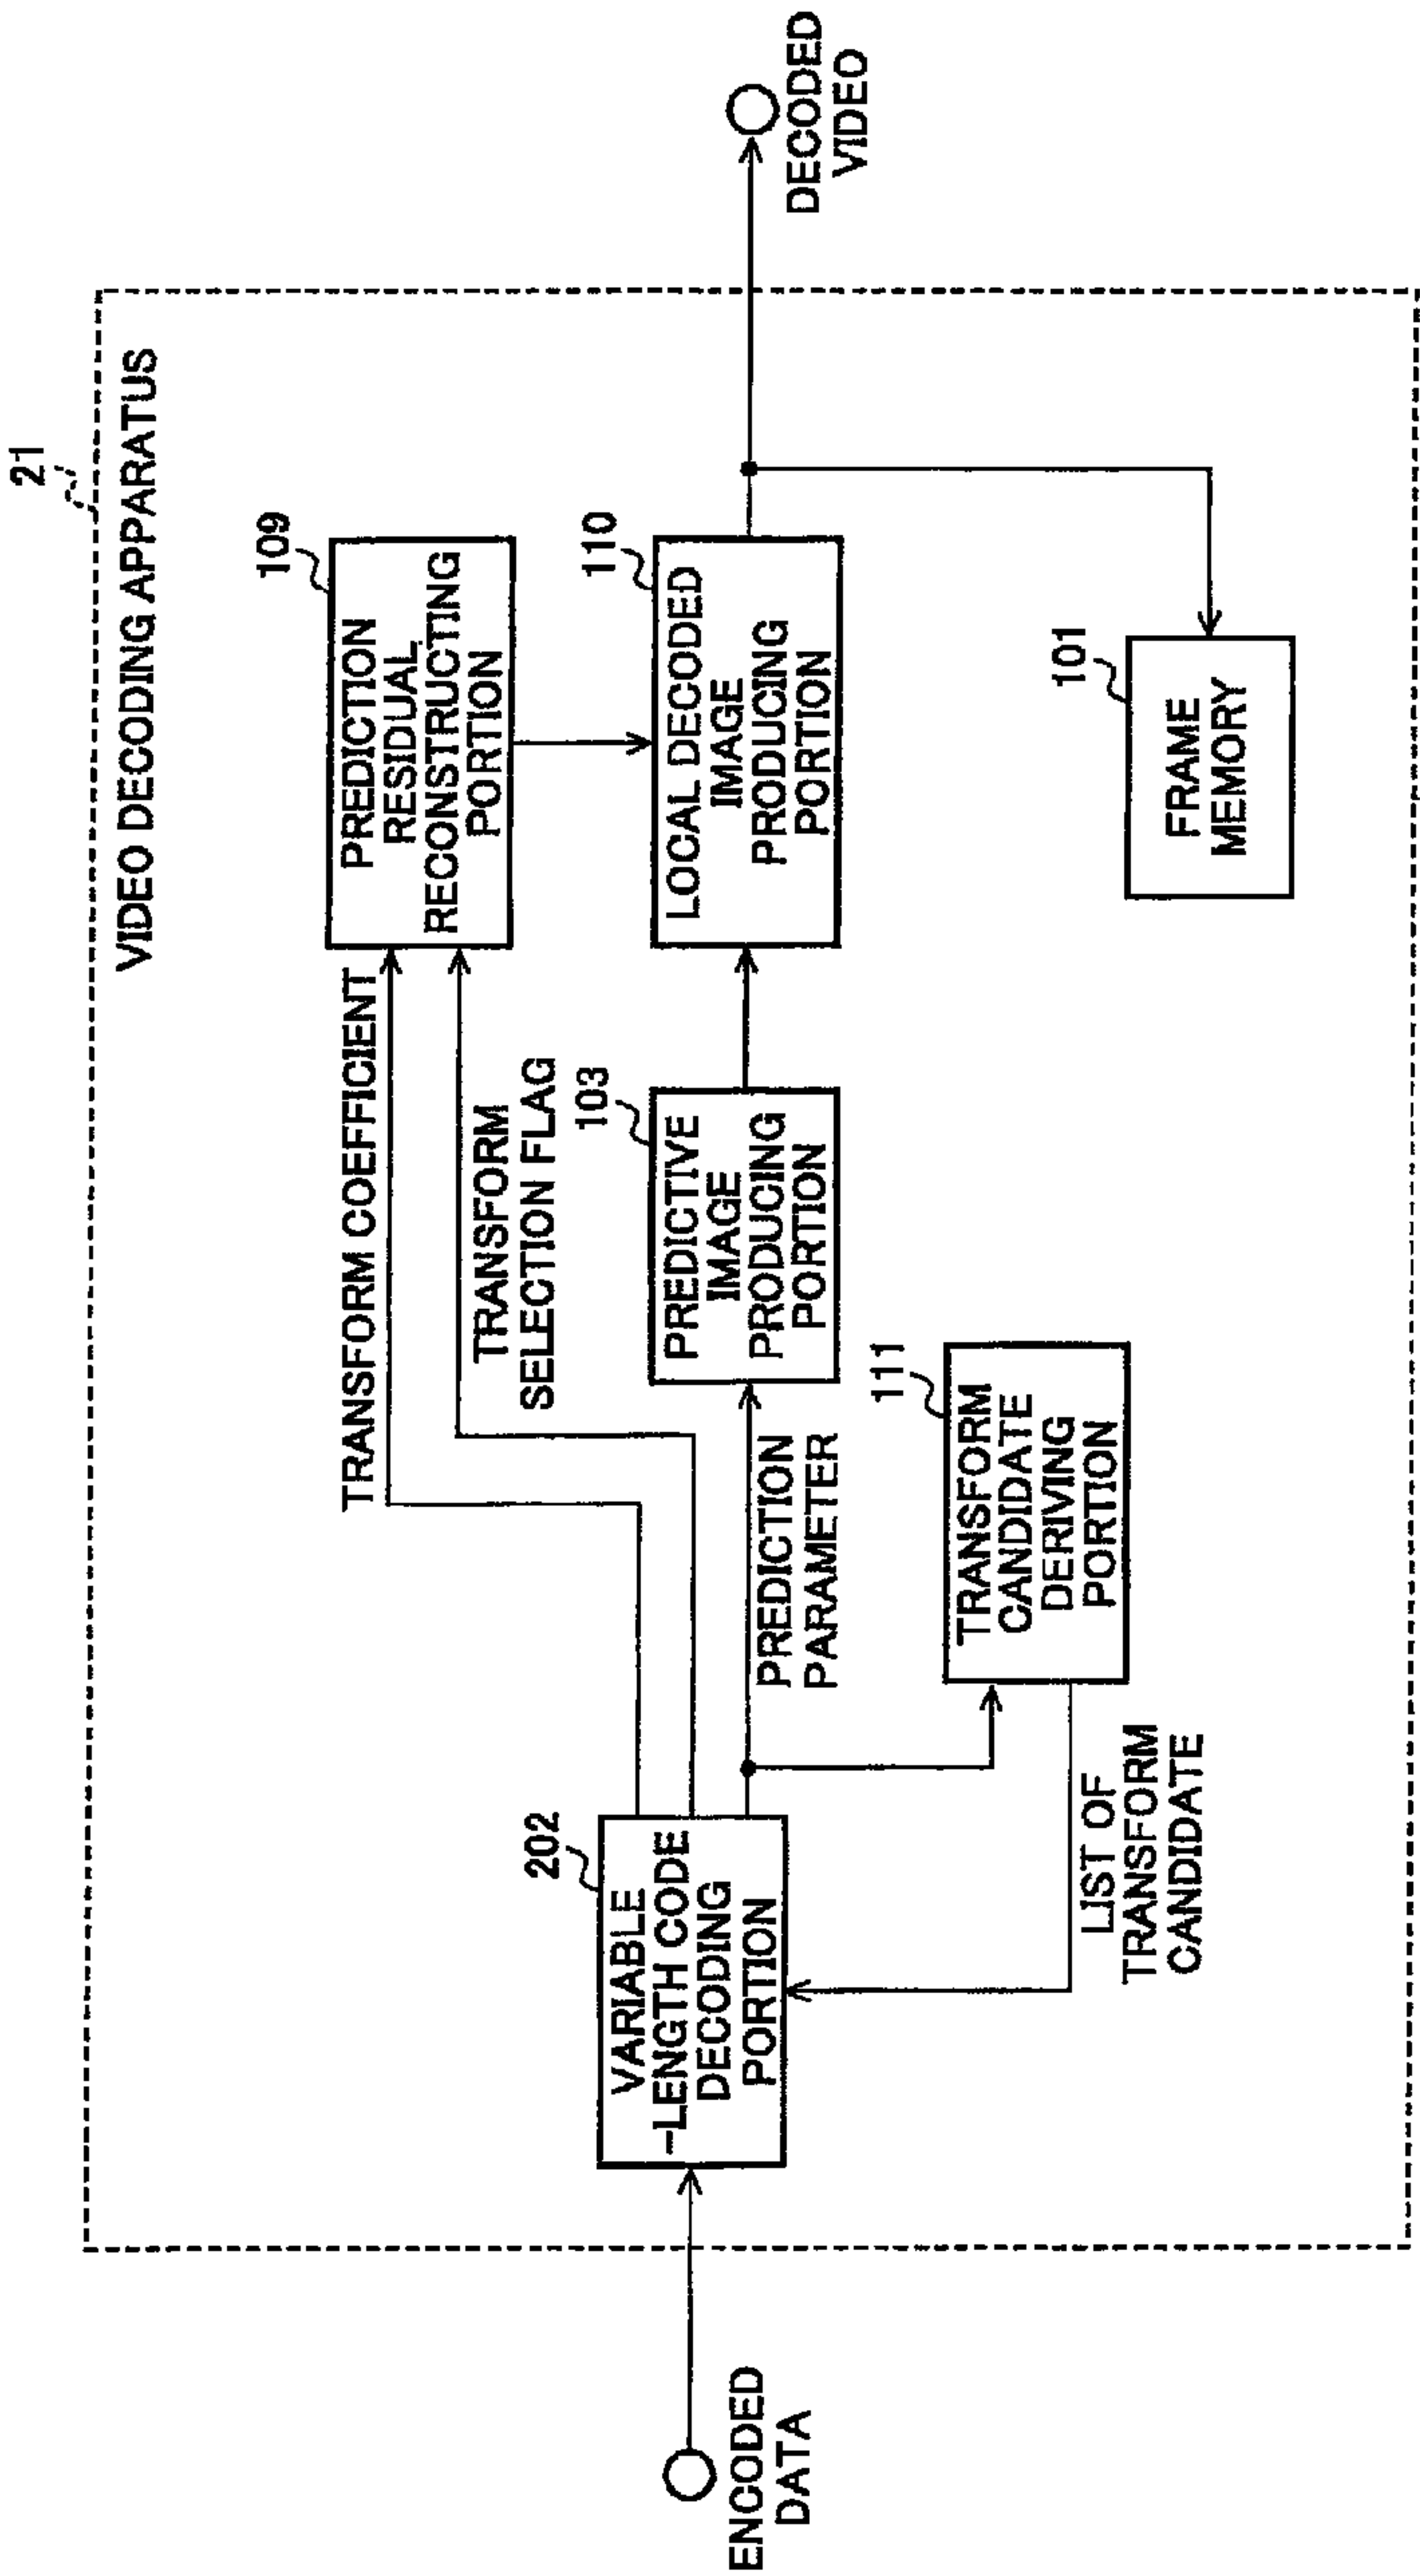 21
VIDEO DECODING APPARATUS
109
PREDICTION
RESIDUAL
RECONSTRUCTING
PORTION
TRANSFORM COEFFICIENT
TRANSFORM
SELECTION FLAG
202
VARIABLE
-LENGTH CODE
DECODING
PORTION
103
PREDICTIVE
IMAGE
PRODUCING
PORTION
110
LOCAL DECODED
IMAGE
PRODUCING
PORTION
ENCODED
DATA
PREDICTION
PARAMETER
DECODED
VIDEO
111
TRANSFORM
CANDIDATE
DERIVING
PORTION
101
FRAME
MEMORY
LIST OF
TRANSFORM
CANDIDATE